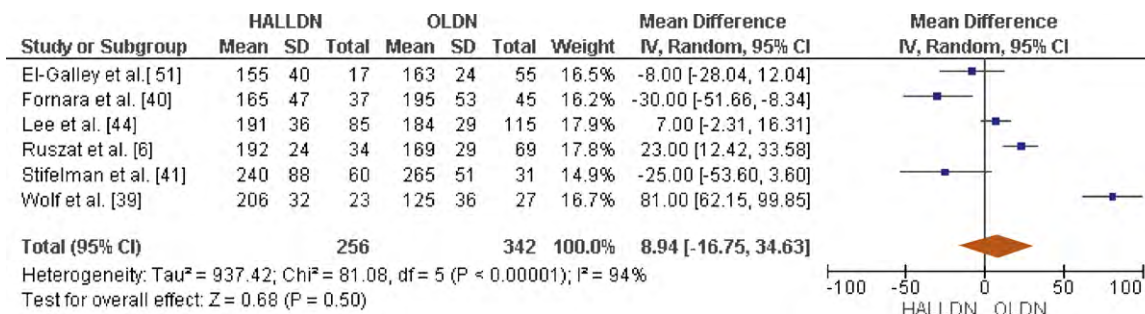 HALLDN OLDN Mean Difference Mean Difference
Study or Subgroup Mean SD Total Mean SD Total Weight IV, Random, 95% CI IV, Random, 95% CI
El-Galley et al.[51] 155 40 17 163 24 55 16.5% -8.00 [-28.04, 12.04]
Fornara et al. [40] 165 47 37 195 53 45 16.2% -30.00 [-51.66, -8.34]
Lee et al. [44] 191 36 85 184 29 115 17.9% 7.00 [-2.31, 16.31]
Ruszat et al. [6] 192 24 34 169 29 69 17.8% 23.00 [12.42, 33.58]
Stifelman et al. [41] 240 88 60 265 51 31 14.9% -25.00 [-53.60, 3.60]
Wolf et al. [39] 206 32 23 125 36 27 16.7% 81.00 [62.15, 99.85]
Total (95% CI) 256 342 100.0% 8.94 [-16.75, 34.63]
Heterogeneity: Tau² = 937.42; Chi² = 81.08, df = 5 (P < 0.00001); I² = 94%
Test for overall effect: Z = 0.68 (P = 0.50)
-100 -50 0 50 100
HALLDN OLDN